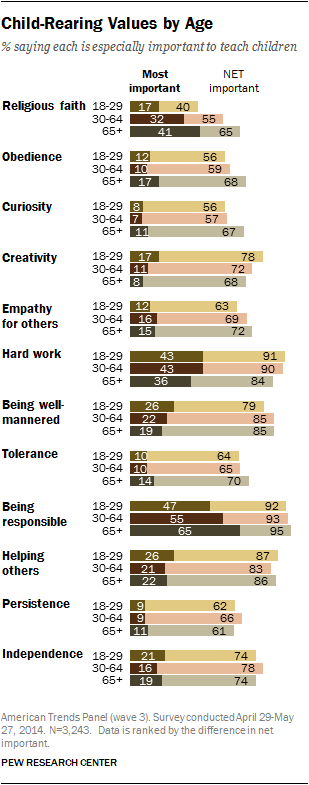 Child-Rearing Values by Age
% saying each is especially important to teach children
Most important NET important
Religious faith 18-29 17 40
30-64 32 55
65+ 41 65
Obedience 18-29 12 56
30-64 10 59
65+ 17 68
Curiosity 18-29 8 56
30-64 7 57
65+ 11 67
Creativity 18-29 17 78
30-64 11 72
65+ 8 68
Empathy for others 18-29 12 63
30-64 16 69
65+ 15 72
Hard work 18-29 43 91
30-64 43 90
65+ 36 84
Being well-mannered 18-29 26 79
30-64 22 85
65+ 19 85
Tolerance 18-29 10 64
30-64 10 65
65+ 14 70
Being responsible 18-29 47 92
30-64 55 93
65+ 65 95
Helping others 18-29 26 87
30-64 21 83
65+ 22 86
Persistence 18-29 9 62
30-64 9 66
65+ 11 61
Independence 18-29 21 74
30-64 16 78
65+ 19 74
American Trends Panel (wave 3). Survey conducted April 29-May
27, 2014. N=3,243. Data is ranked by the difference in net
important.
PEW RESEARCH CENTER